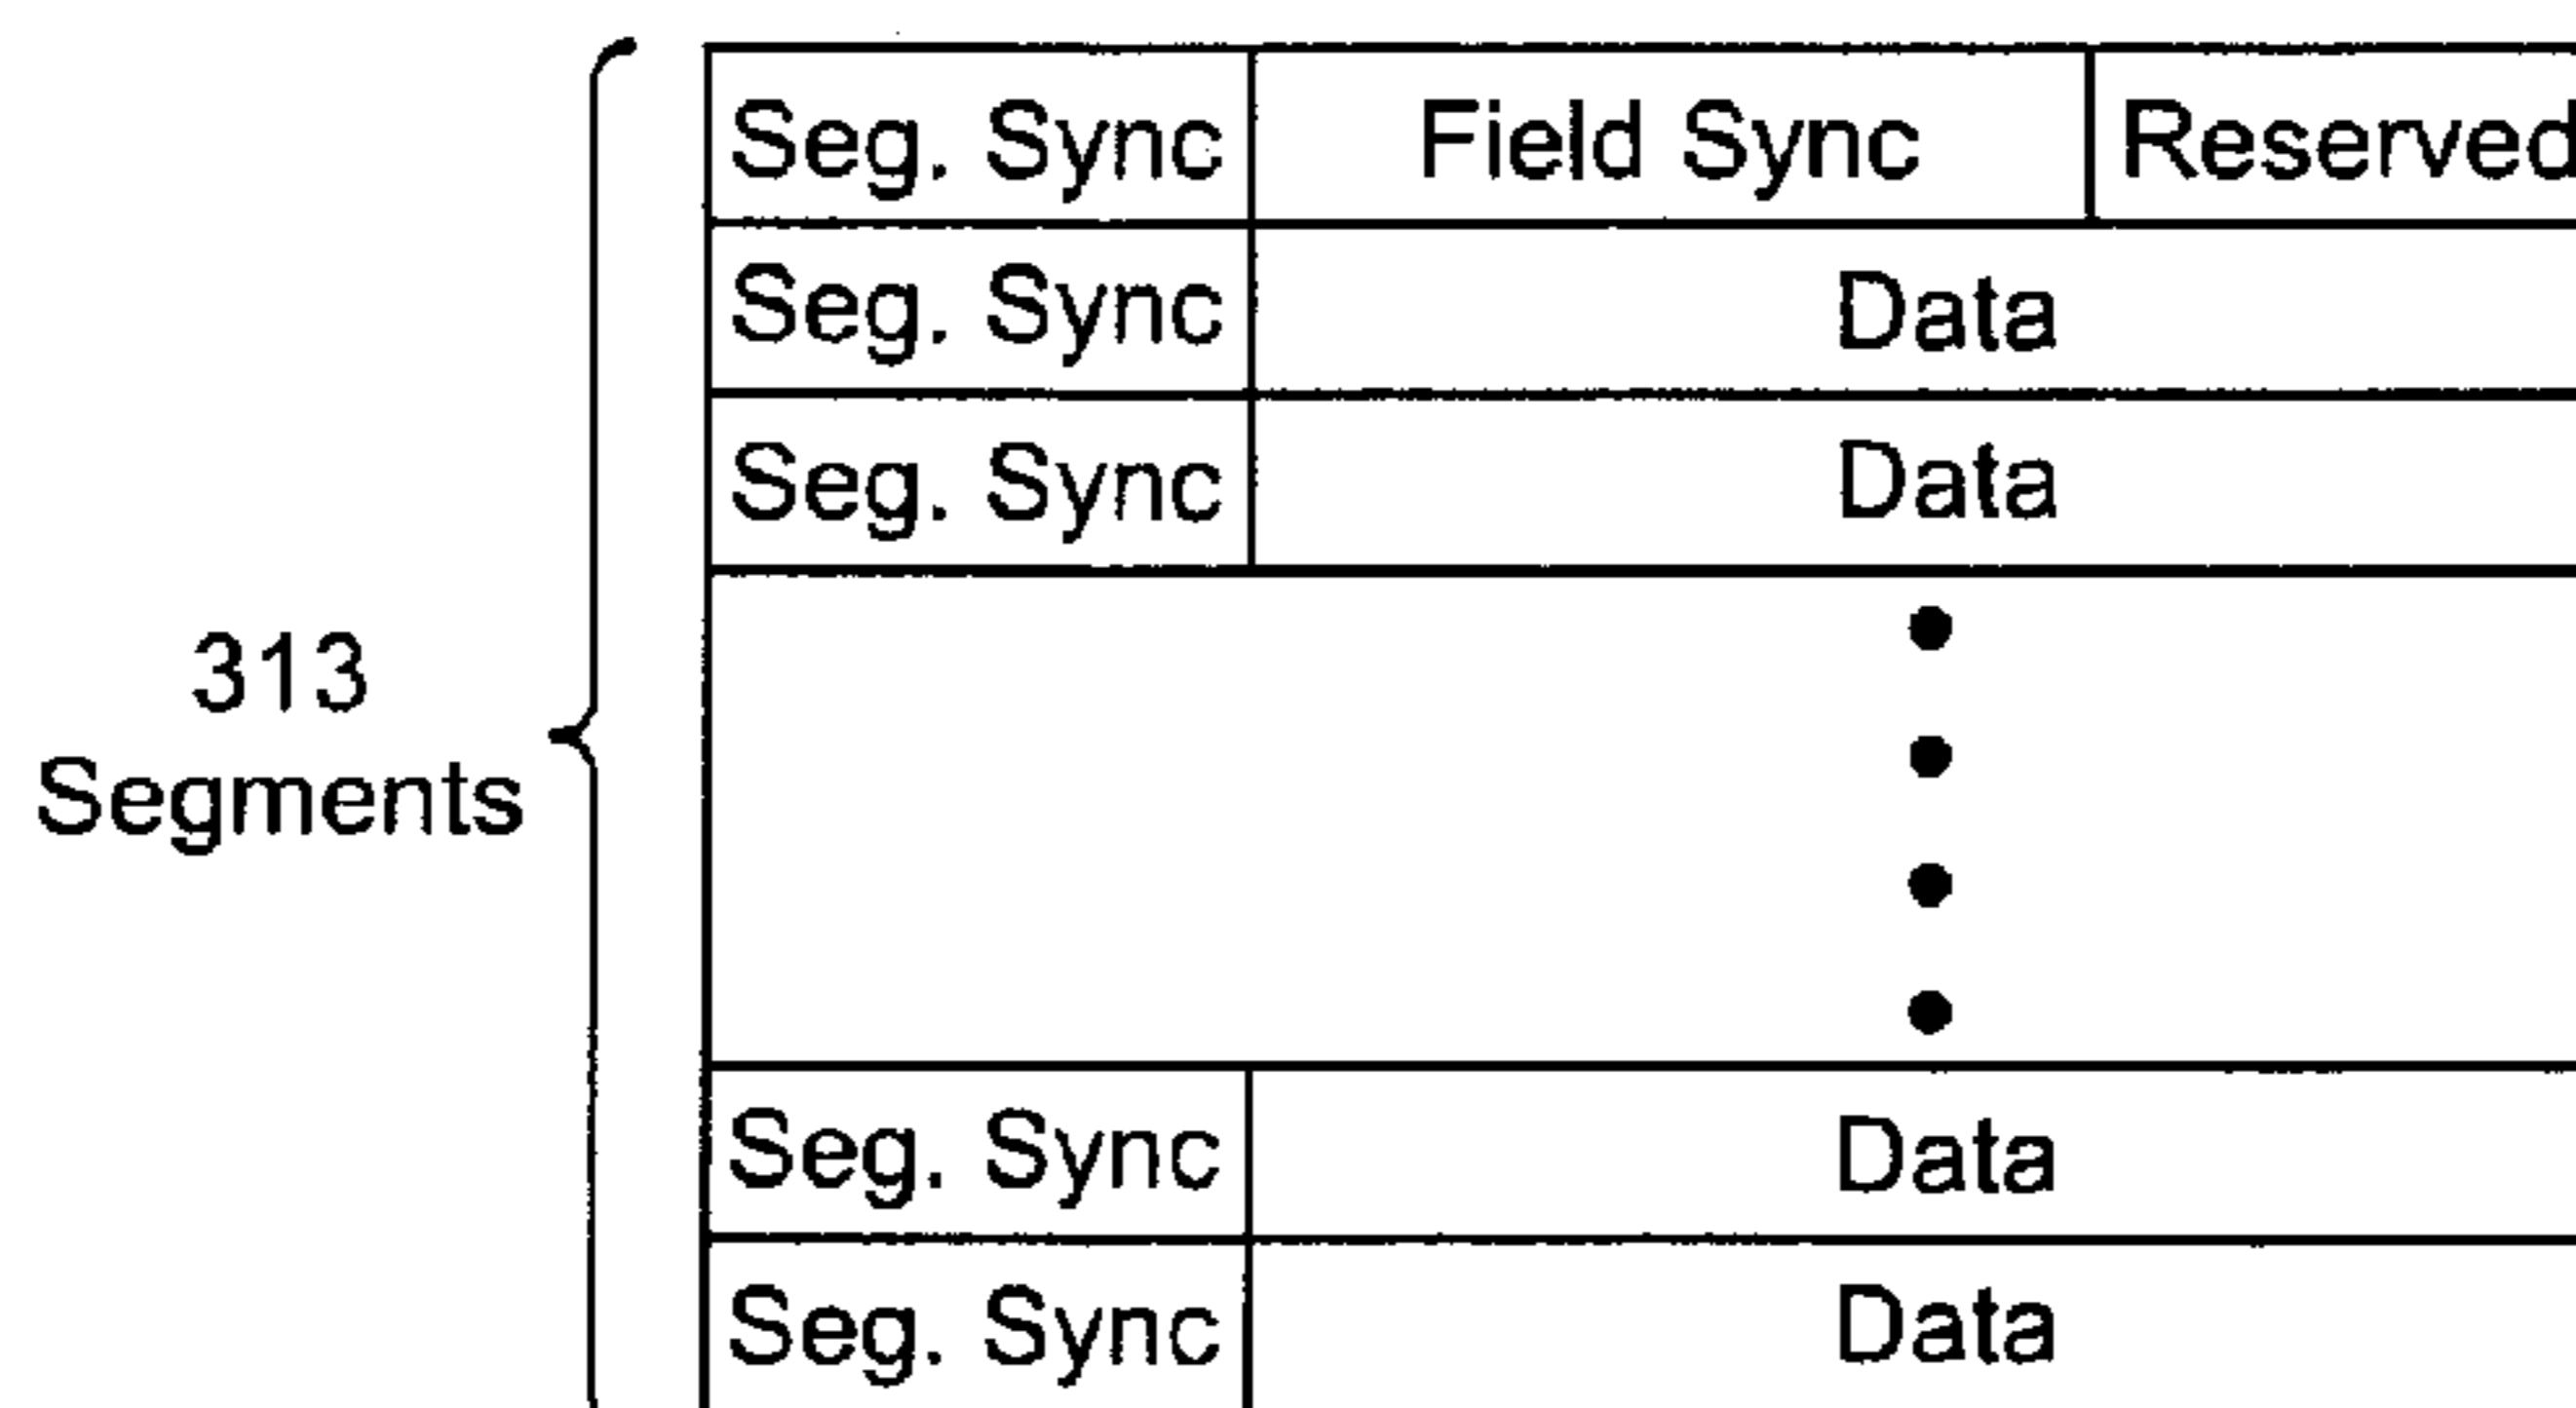 Seg. Sync Field Sync Reserved
Seg. Sync Data
Seg. Sync Data
313
Segments
Seg. Sync Data
Seg. Sync Data